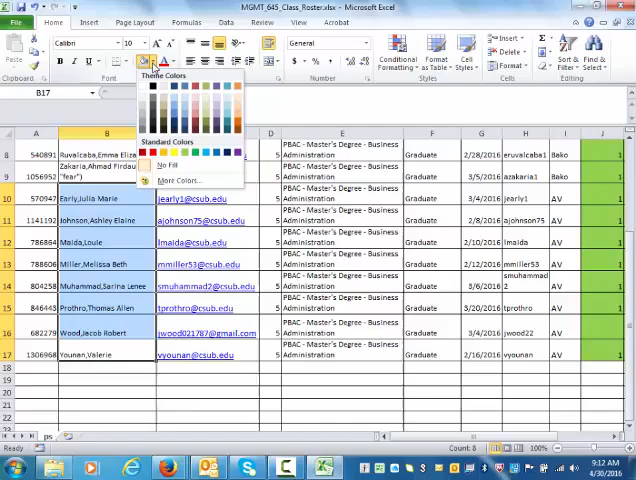 MGMT_645_Class_Roster.xlsx - Microsoft Excel
File Home Insert Page Layout Formulas Data Review View Acrobat
Calibri 10 General Insert
Paste B I U Conditional Formatting Format as Table Cell Styles Delete Sort & Filter Find & Select
Format
Clipboard
B17
Theme Colors
Standard Colors
No Fill
More Colors...
A B D E F G H I J
8 540891 Ruvalcaba,Emma Eliza 5 PBAC - Master's Degree - Business Administration Graduate 2/28/2016 eruvalcaba1 Bako 1
9 1056952 Zakaria,Ahmad Firdau "fear") 5 PBAC - Master's Degree - Business Administration Graduate 3/5/2016 azakaria1 Bako 1
10 570947 Early,Julia Marie jearly1@csub.edu 5 PBAC - Master's Degree - Business Administration Graduate 2/28/2016 jearly1 AV 1
11 1141192 Johnson,Ashley Elaine ajohnson75@csub.edu 5 PBAC - Master's Degree - Business Administration Graduate 2/8/2016 ajohnson75 AV 1
12 786864 Maida,Louie lmaida@csub.edu 5 PBAC - Master's Degree - Business Administration Graduate 2/10/2016 lmaida AV 1
13 788606 Miller,Melissa Beth mmiller53@csub.edu 5 PBAC - Master's Degree - Business Administration Graduate 2/12/2016 mmiller53 AV 1
14 804258 Muhammad,Sarina Lenee smuhammad2@csub.edu 5 PBAC - Master's Degree - Business Administration Graduate 3/6/2016 smuhammad2 AV 1
15 846443 Prothro,Thomas Allen tprothro@csub.edu 5 PBAC - Master's Degree - Business Administration Graduate 3/20/2016 tprothro AV 1
16 682279 Wood,Jacob Robert jwood021787@gmail.com 5 PBAC - Master's Degree - Business Administration Graduate 3/4/2016 jwood22 AV 1
17 1306968 Younan,Valerie vyounan@csub.edu 5 PBAC - Master's Degree - Business Administration Graduate 2/16/2016 vyounan AV 1
18
19
20
21
22
23
ps
Ready Count: 8 100%
9:12 AM
4/30/2016